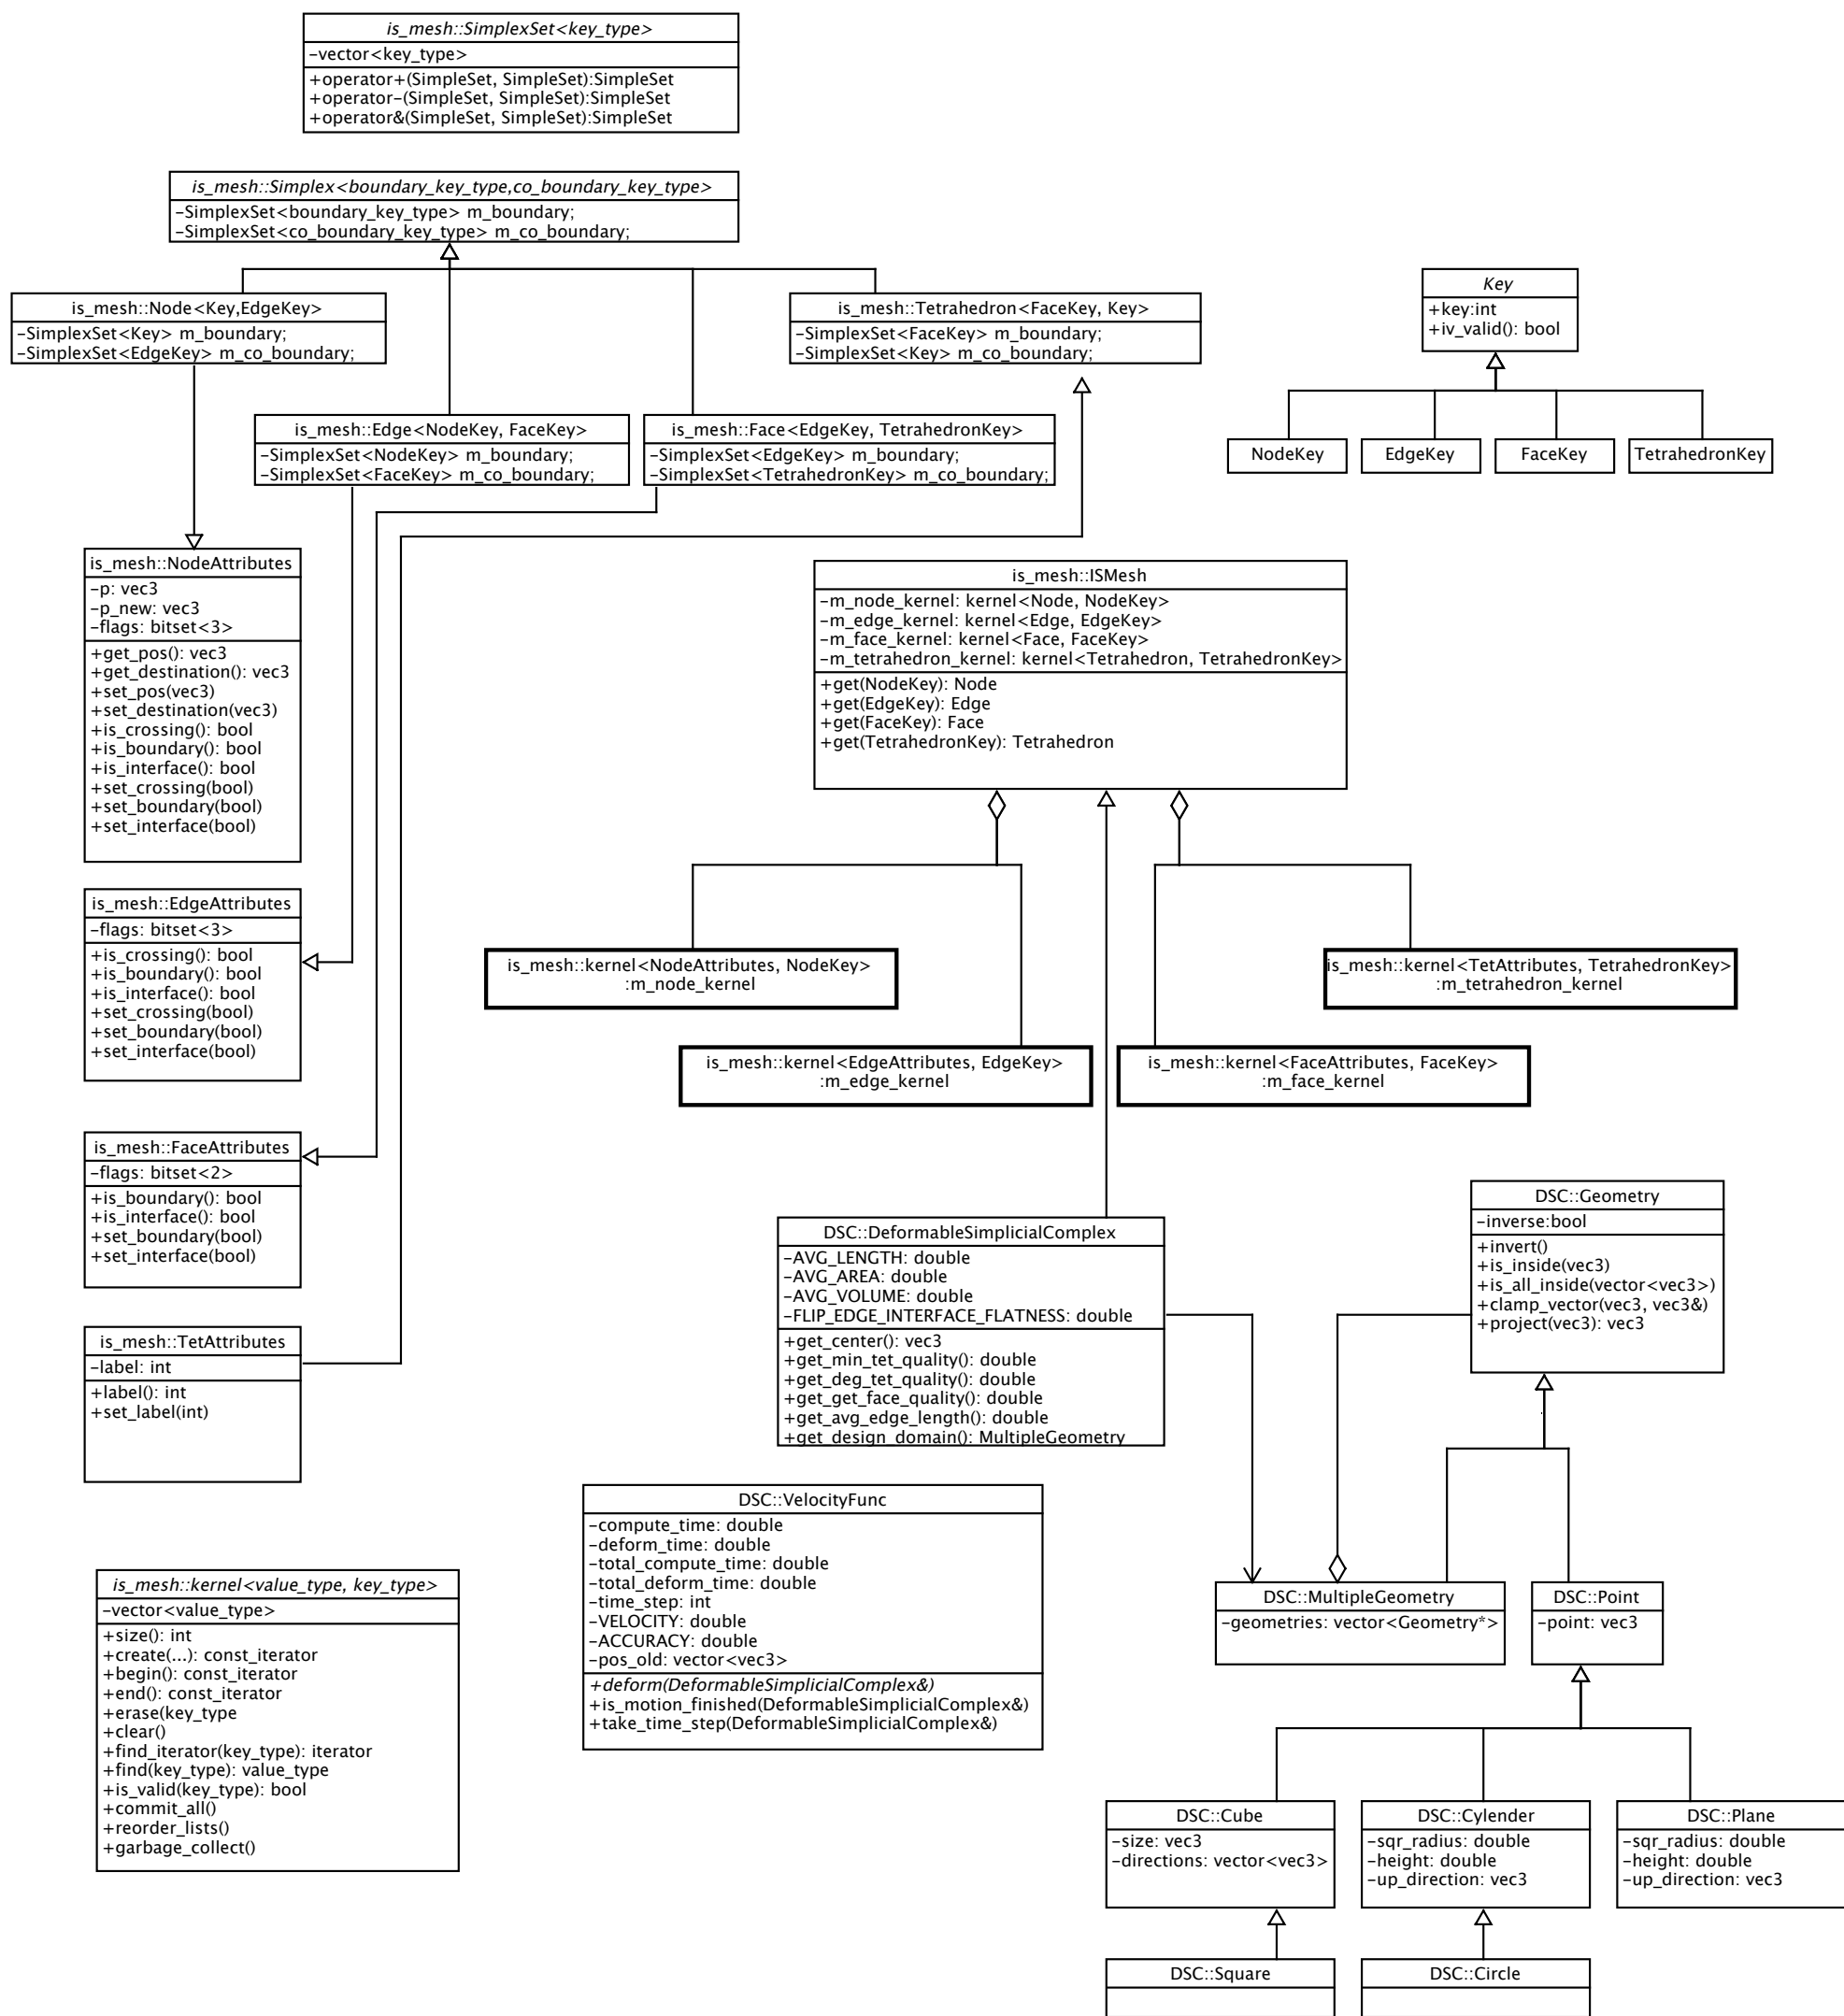 is_mesh::SimplexSet<key_type>
-vector<key_type>
+operator+(SimpleSet, SimpleSet):SimpleSet
+operator-(SimpleSet, SimpleSet):SimpleSet
+operator&(SimpleSet, SimpleSet):SimpleSet
is_mesh::Simplex<boundary_key_type,co_boundary_key_type>
-SimplexSet<boundary_key_type> m_boundary;
-SimplexSet<co_boundary_key_type> m_co_boundary;
is_mesh::Node<Key,EdgeKey>
-SimplexSet<Key> m_boundary;
-SimplexSet<EdgeKey> m_co_boundary;
is_mesh::Tetrahedron<FaceKey, Key>
-SimplexSet<FaceKey> m_boundary;
-SimplexSet<Key> m_co_boundary;
Key
+key:int
+iv_valid(): bool
is_mesh::Edge<NodeKey, FaceKey>
-SimplexSet<NodeKey> m_boundary;
-SimplexSet<FaceKey> m_co_boundary;
is_mesh::Face<EdgeKey, TetrahedronKey>
-SimplexSet<EdgeKey> m_boundary;
-SimplexSet<TetrahedronKey> m_co_boundary;
NodeKey
EdgeKey
FaceKey
TetrahedronKey
is_mesh::NodeAttributes
-p: vec3
-p_new: vec3
-flags: bitset<3>
+get_pos(): vec3
+get_destination(): vec3
+set_pos(vec3)
+set_destination(vec3)
+is_crossing(): bool
+is_boundary(): bool
+is_interface(): bool
+set_crossing(bool)
+set_boundary(bool)
+set_interface(bool)
is_mesh::ISMesh
-m_node_kernel: kernel<Node, NodeKey>
-m_edge_kernel: kernel<Edge, EdgeKey>
-m_face_kernel: kernel<Face, FaceKey>
-m_tetrahedron_kernel: kernel<Tetrahedron, TetrahedronKey>
+get(NodeKey): Node
+get(EdgeKey): Edge
+get(FaceKey): Face
+get(TetrahedronKey): Tetrahedron
is_mesh::EdgeAttributes
-flags: bitset<3>
+is_crossing(): bool
+is_boundary(): bool
+is_interface(): bool
+set_crossing(bool)
+set_boundary(bool)
+set_interface(bool)
is_mesh::kernel<NodeAttributes, NodeKey>
:m_node_kernel
is_mesh::kernel<TetAttributes, TetrahedronKey>
:m_tetrahedron_kernel
is_mesh::kernel<EdgeAttributes, EdgeKey>
:m_edge_kernel
is_mesh::kernel<FaceAttributes, FaceKey>
:m_face_kernel
is_mesh::FaceAttributes
-flags: bitset<2>
+is_boundary(): bool
+is_interface(): bool
+set_boundary(bool)
+set_interface(bool)
DSC::DeformableSimplicialComplex
-AVG_LENGTH: double
-AVG_AREA: double
-AVG_VOLUME: double
-FLIP_EDGE_INTERFACE_FLATNESS: double
+get_center(): vec3
+get_min_tet_quality(): double
+get_deg_tet_quality(): double
+get_get_face_quality(): double
+get_avg_edge_length(): double
+get_design_domain(): MultipleGeometry
DSC::Geometry
-inverse:bool
+invert()
+is_inside(vec3)
+is_all_inside(vector<vec3>)
+clamp_vector(vec3, vec3&)
+project(vec3): vec3
is_mesh::TetAttributes
-label: int
+label(): int
+set_label(int)
DSC::VelocityFunc
-compute_time: double
-deform_time: double
-total_compute_time: double
-total_deform_time: double
-time_step: int
-VELOCITY: double
-ACCURACY: double
-pos_old: vector<vec3>
+deform(DeformableSimplicialComplex&)
+is_motion_finished(DeformableSimplicialComplex&)
+take_time_step(DeformableSimplicialComplex&)
is_mesh::kernel<value_type, key_type>
-vector<value_type>
+size(): int
+create(...): const_iterator
+begin(): const_iterator
+end(): const_iterator
+erase(key_type
+clear()
+find_iterator(key_type): iterator
+find(key_type): value_type
+is_valid(key_type): bool
+commit_all()
+reorder_lists()
+garbage_collect()
DSC::MultipleGeometry
-geometries: vector<Geometry*>
DSC::Point
-point: vec3
DSC::Cube
-size: vec3
-directions: vector<vec3>
DSC::Cylender
-sqr_radius: double
-height: double
-up_direction: vec3
DSC::Plane
-sqr_radius: double
-height: double
-up_direction: vec3
DSC::Square
DSC::Circle